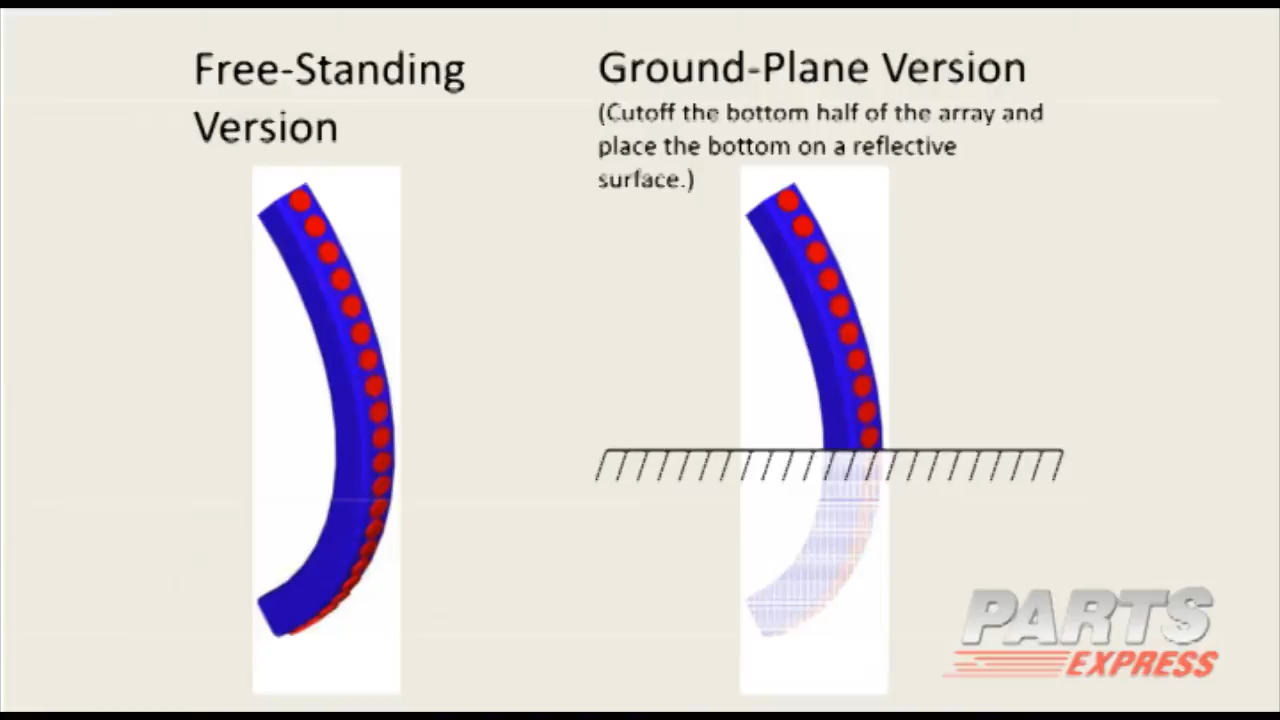 Free-Standing
Version
Ground-Plane Version
(Cutoff the bottom half of the array and
place the bottom on a reflective
surface.)
PARTS
EXPRESS